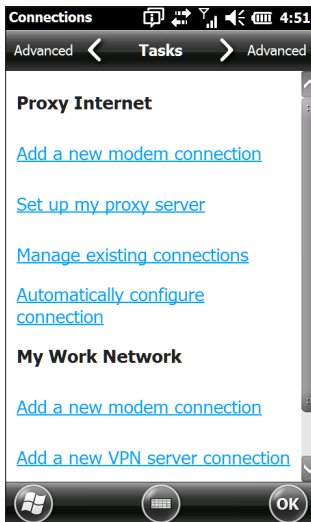 Connections 4:51
Advanced Tasks Advanced
Proxy Internet
Add a new modem connection
Set up my proxy server
Manage existing connections
Automatically configure
connection
My Work Network
Add a new modem connection
Add a new VPN server connection
OK